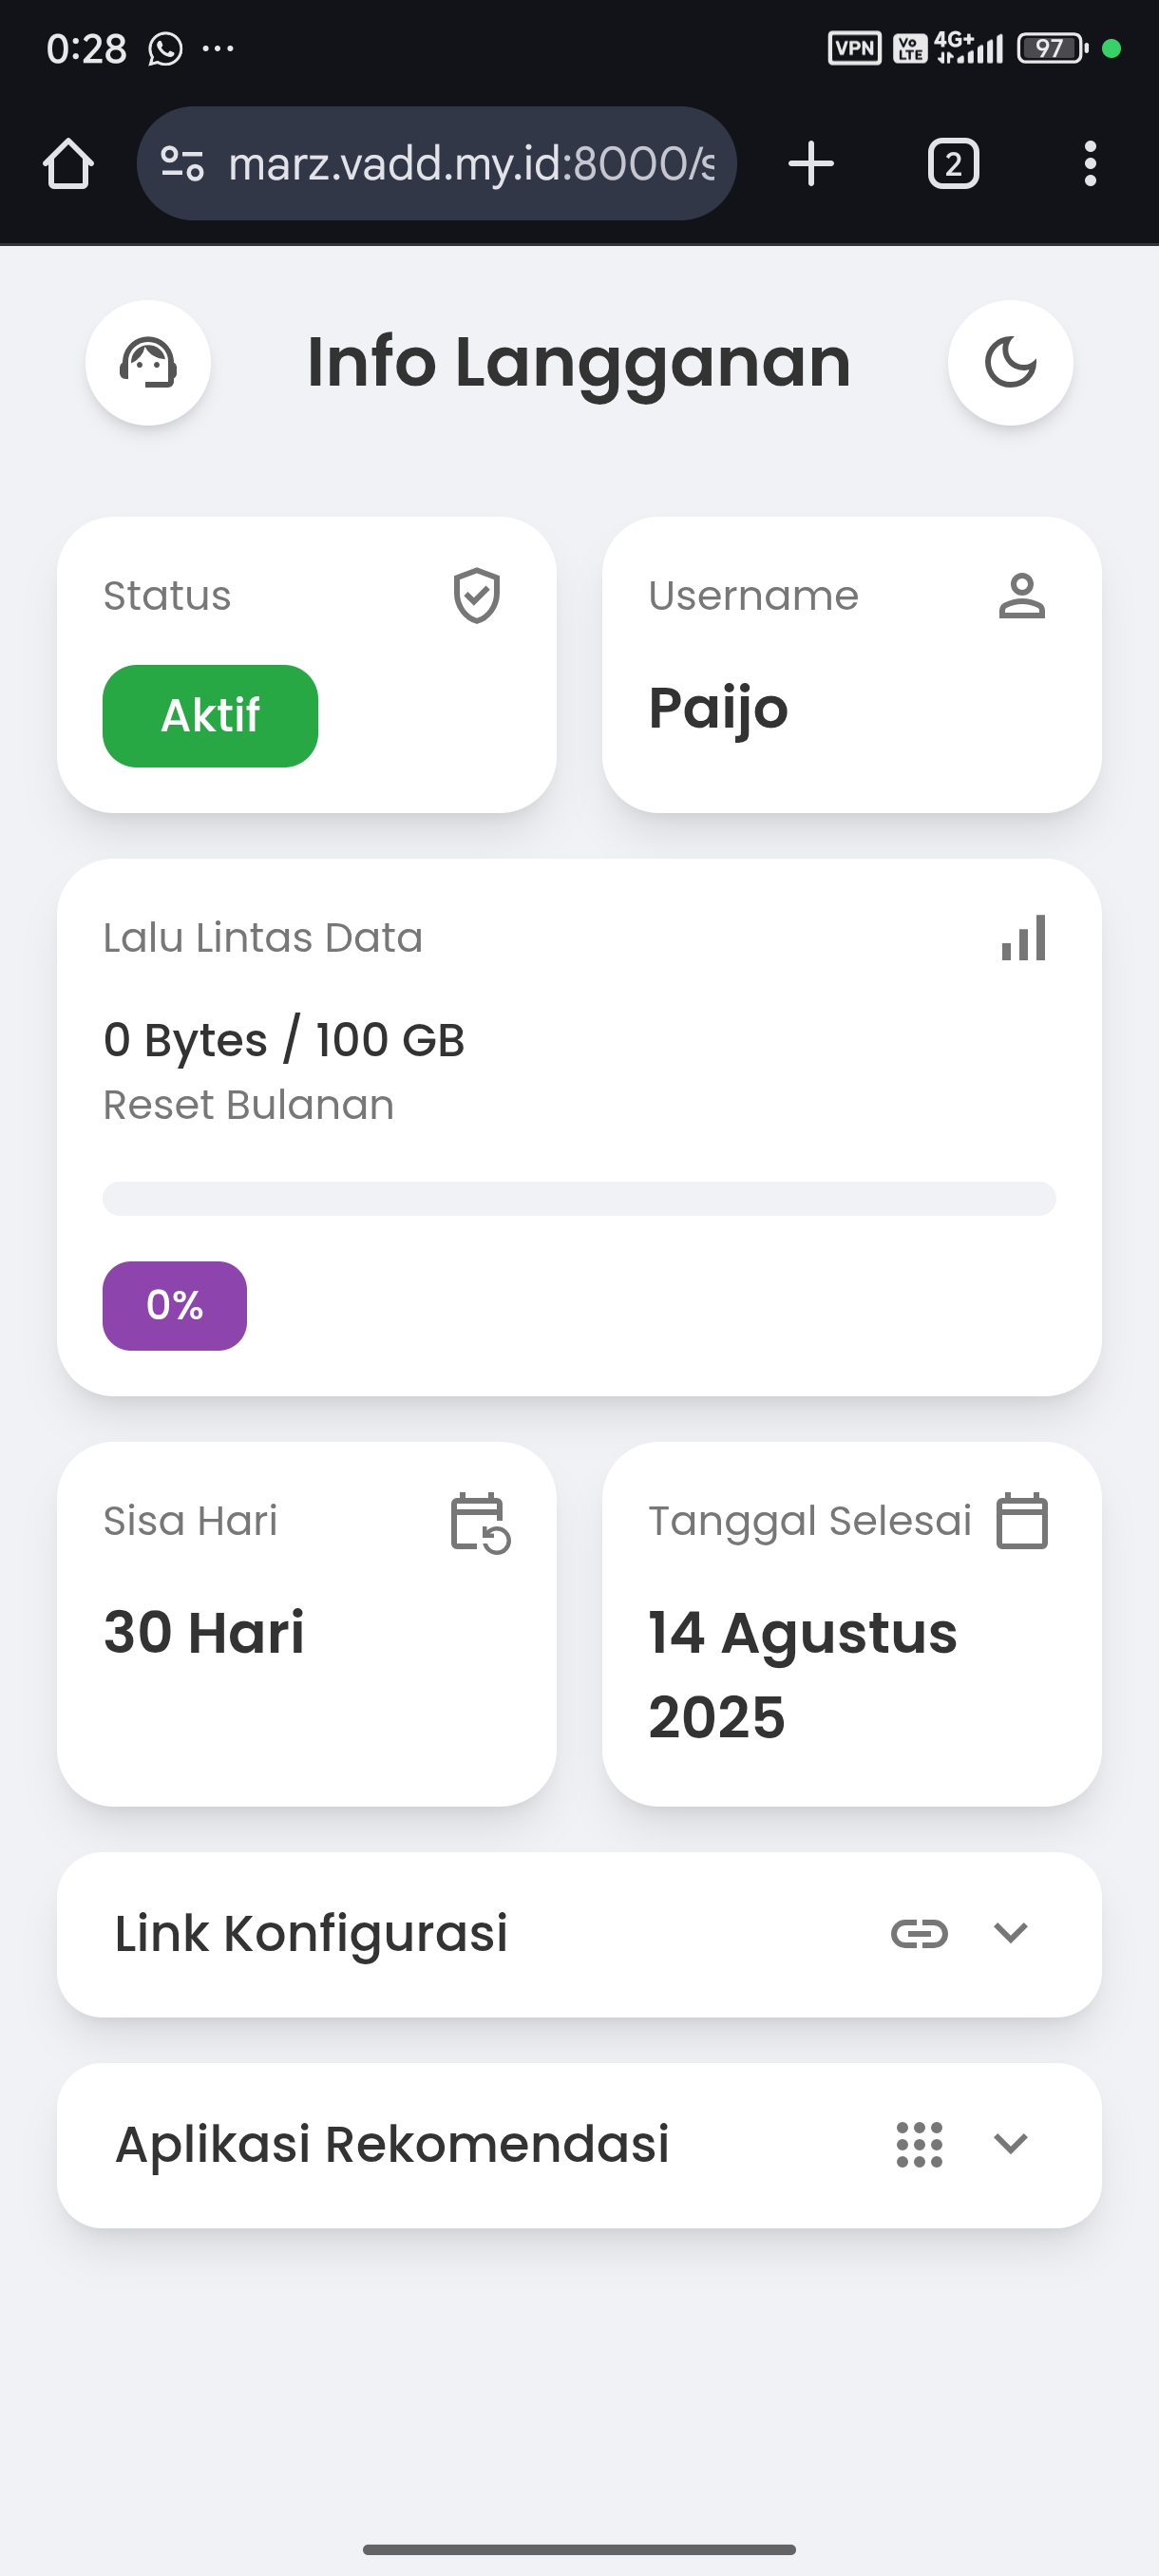 0:28
VPN Vo LTE 4G+ 97
marz.vadd.my.id:8000/s
2
Info Langganan
Status
Aktif
Username
Paijo
Lalu Lintas Data
0 Bytes / 100 GB
Reset Bulanan
0%
Sisa Hari
30 Hari
Tanggal Selesai
14 Agustus
2025
Link Konfigurasi
Aplikasi Rekomendasi